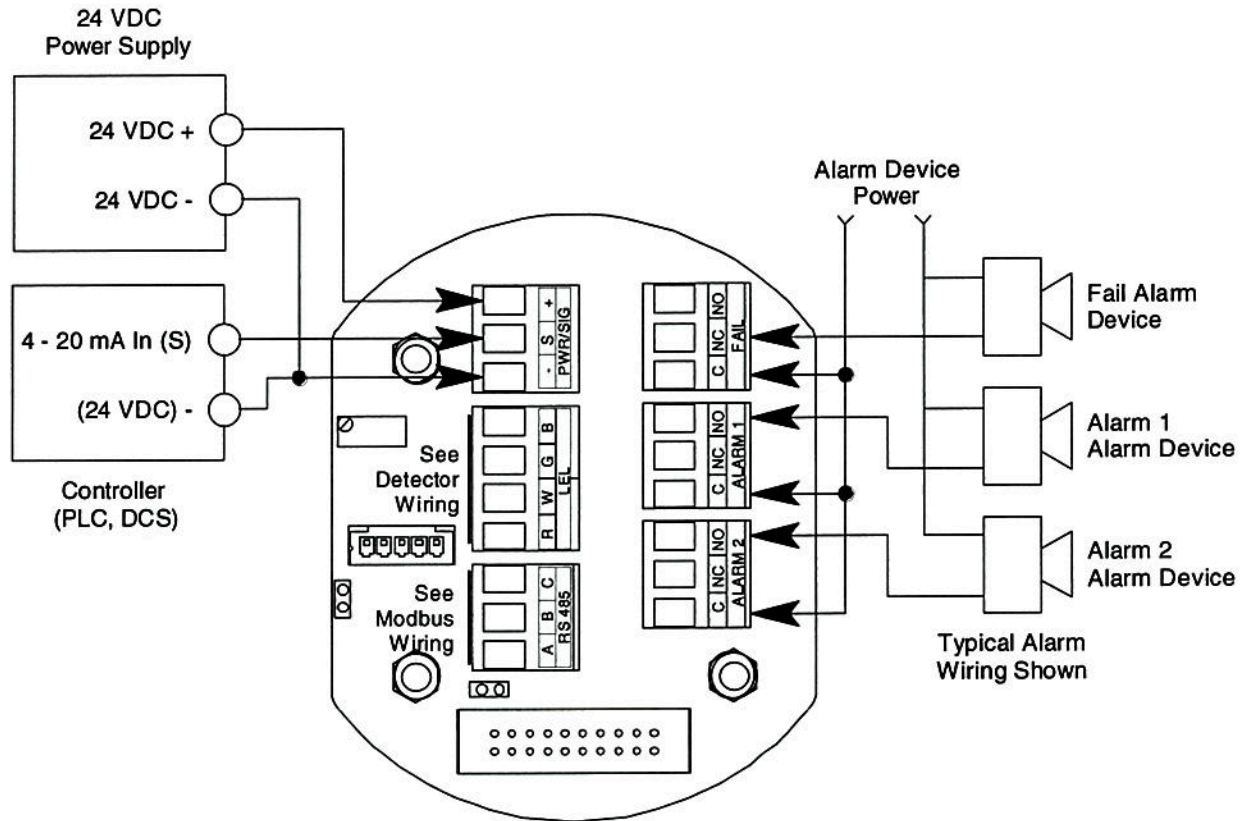 24 VDC
Power Supply
24 VDC +
24 VDC -
4 - 20 mA In (S)
(24 VDC) -
Controller
(PLC, DCS)
+
S
-
PWR/SIG
See
Detector
Wiring
B
G
W
R
LEL
See
Modbus
Wiring
C
B
A
RS 485
Alarm Device
Power
NO
NC
C
FAIL
NO
NC
C
ALARM 1
NO
NC
C
ALARM 2
Fail Alarm
Device
Alarm 1
Alarm Device
Alarm 2
Alarm Device
Typical Alarm
Wiring Shown